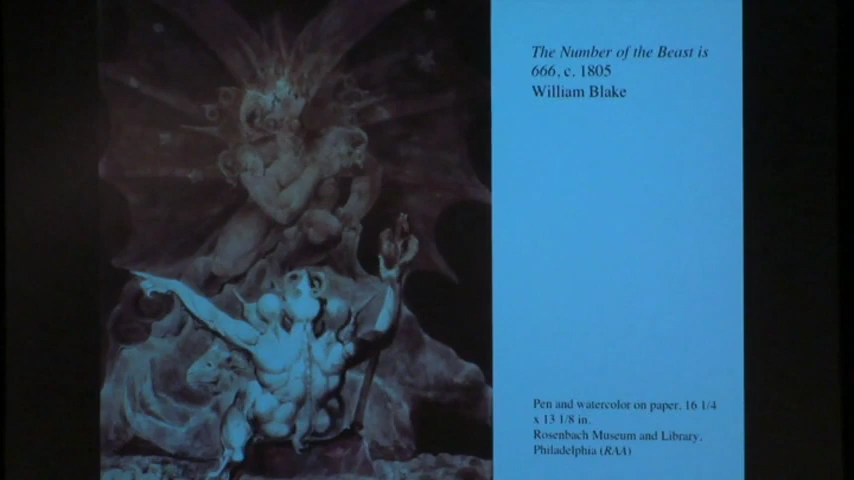 The Number of the Beast is
666, c. 1805
William Blake
Pen and watercolor on paper, 16 1/4
x 13 1/8 in.
Rosenbach Museum and Library,
Philadelphia (RAA)